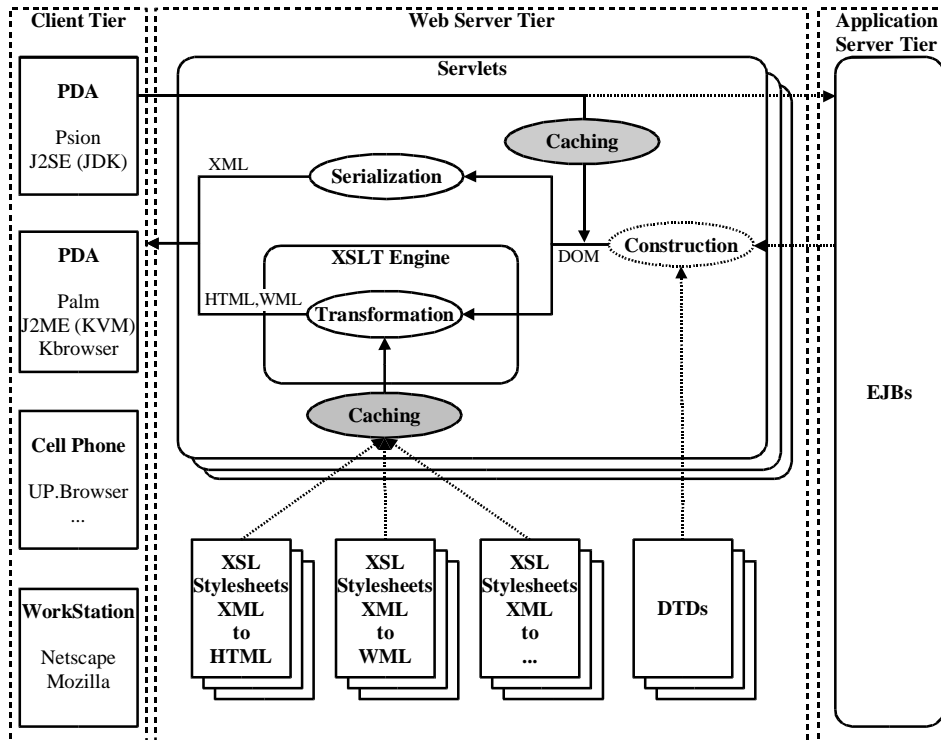 Client Tier
Web Server Tier
Application
Server Tier
PDA
Psion
J2SE (JDK)
PDA
Palm
J2ME (KVM)
Kbrowser
Cell Phone
UP.Browser
...
WorkStation
Netscape
Mozilla
Servlets
Caching
XML
Serialization
Construction
DOM
XSLT Engine
HTML,WML
Transformation
Caching
XSL
Stylesheets
XML
to
HTML
XSL
Stylesheets
XML
to
WML
XSL
Stylesheets
XML
to
...
DTDs
EJBs